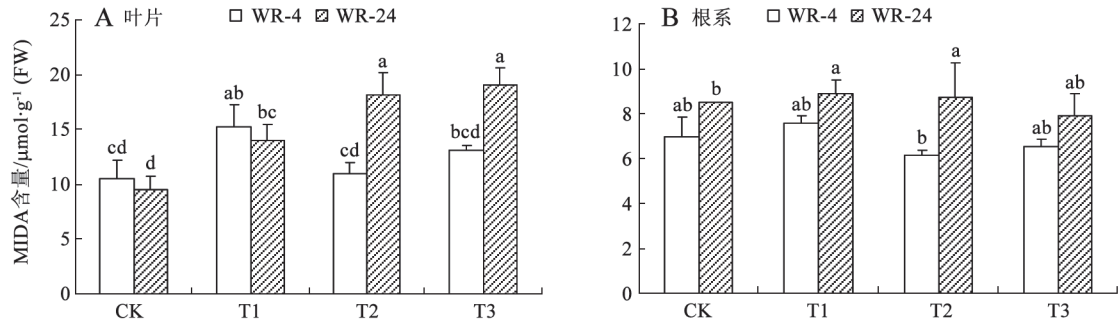 A 叶片 WR-4 WR-24
MIDA含量/μmol·g-1 (FW)
25
20
15
10
5
0
cd d ab bc cd a bcd a
CK T1 T2 T3
B 根系 WR-4 WR-24
12
10
8
6
4
2
0
ab b ab a b a ab ab
CK T1 T2 T3